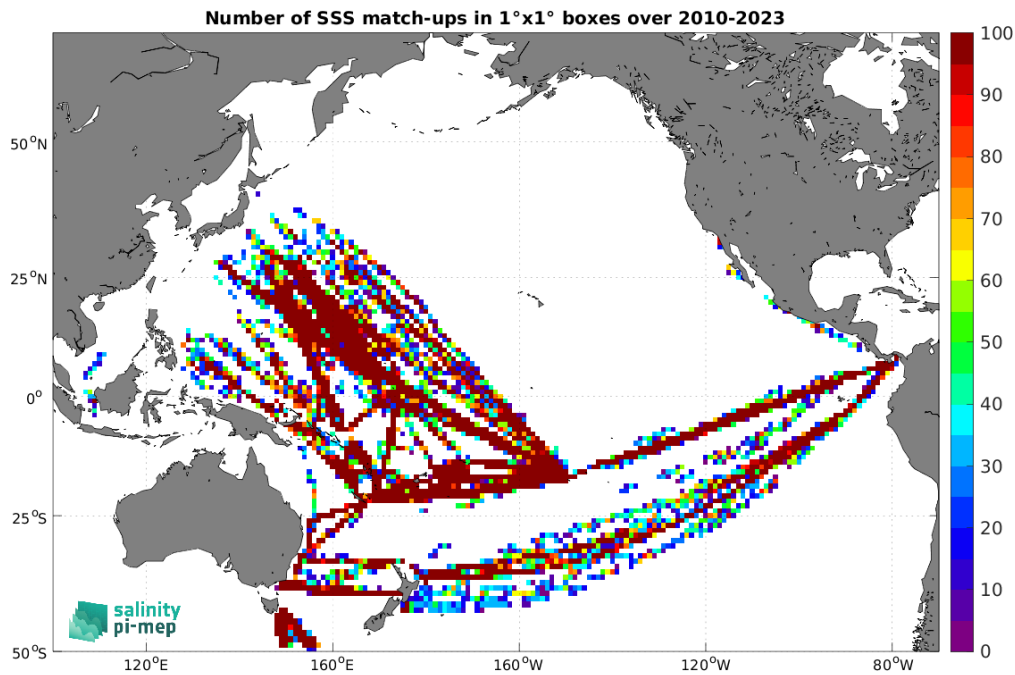 Number of SSS match-ups in 1°x1° boxes over 2010-2023
50°N
25°N
0°
25°S
50°S
120°E
160°E
160°W
120°W
80°W
100
90
80
70
60
50
40
30
20
10
0
salinity
pi-mep